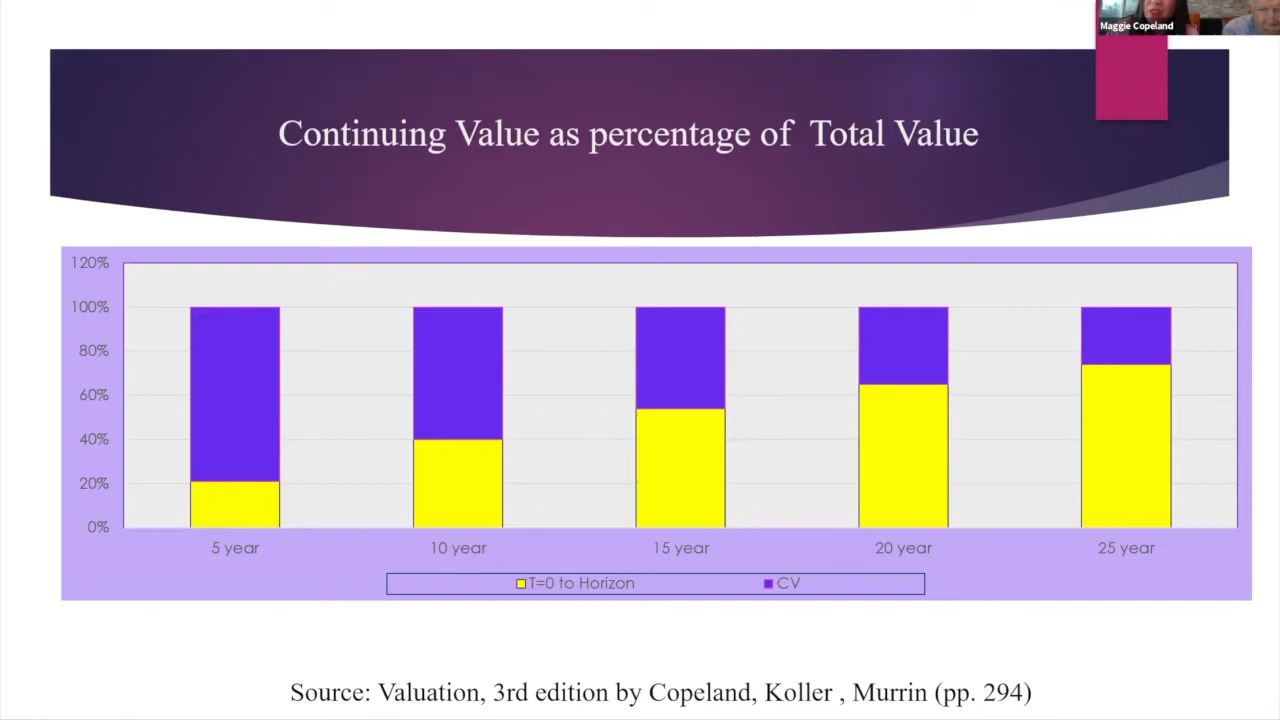 Maggie Copeland
Continuing Value as percentage of Total Value
120%
100%
80%
60%
40%
20%
0%
5 year 10 year 15 year 20 year 25 year
T=0 to Horizon CV
Source: Valuation, 3rd edition by Copeland, Koller , Murrin (pp. 294)